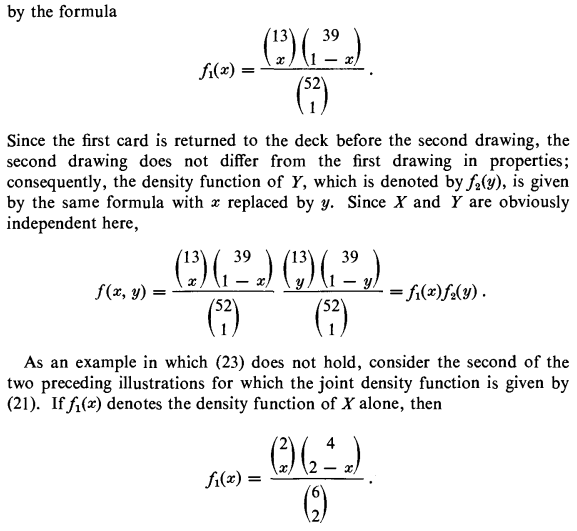 by the formula
f₁(x) = \frac{\binom{13}{x}\binom{39}{1 - x}}{\binom{52}{1}} .
Since the first card is returned to the deck before the second drawing, the
second drawing does not differ from the first drawing in properties;
consequently, the density function of Y, which is denoted by f₂(y), is given
by the same formula with x replaced by y. Since X and Y are obviously
independent here,
f(x, y) = \frac{\binom{13}{x}\binom{39}{1 - x}}{\binom{52}{1}} \frac{\binom{13}{y}\binom{39}{1 - y}}{\binom{52}{1}} = f₁(x)f₂(y) .
As an example in which (23) does not hold, consider the second of the
two preceding illustrations for which the joint density function is given by
(21). If f₁(x) denotes the density function of X alone, then
f₁(x) = \frac{\binom{2}{x}\binom{4}{2 - x}}{\binom{6}{2}} .